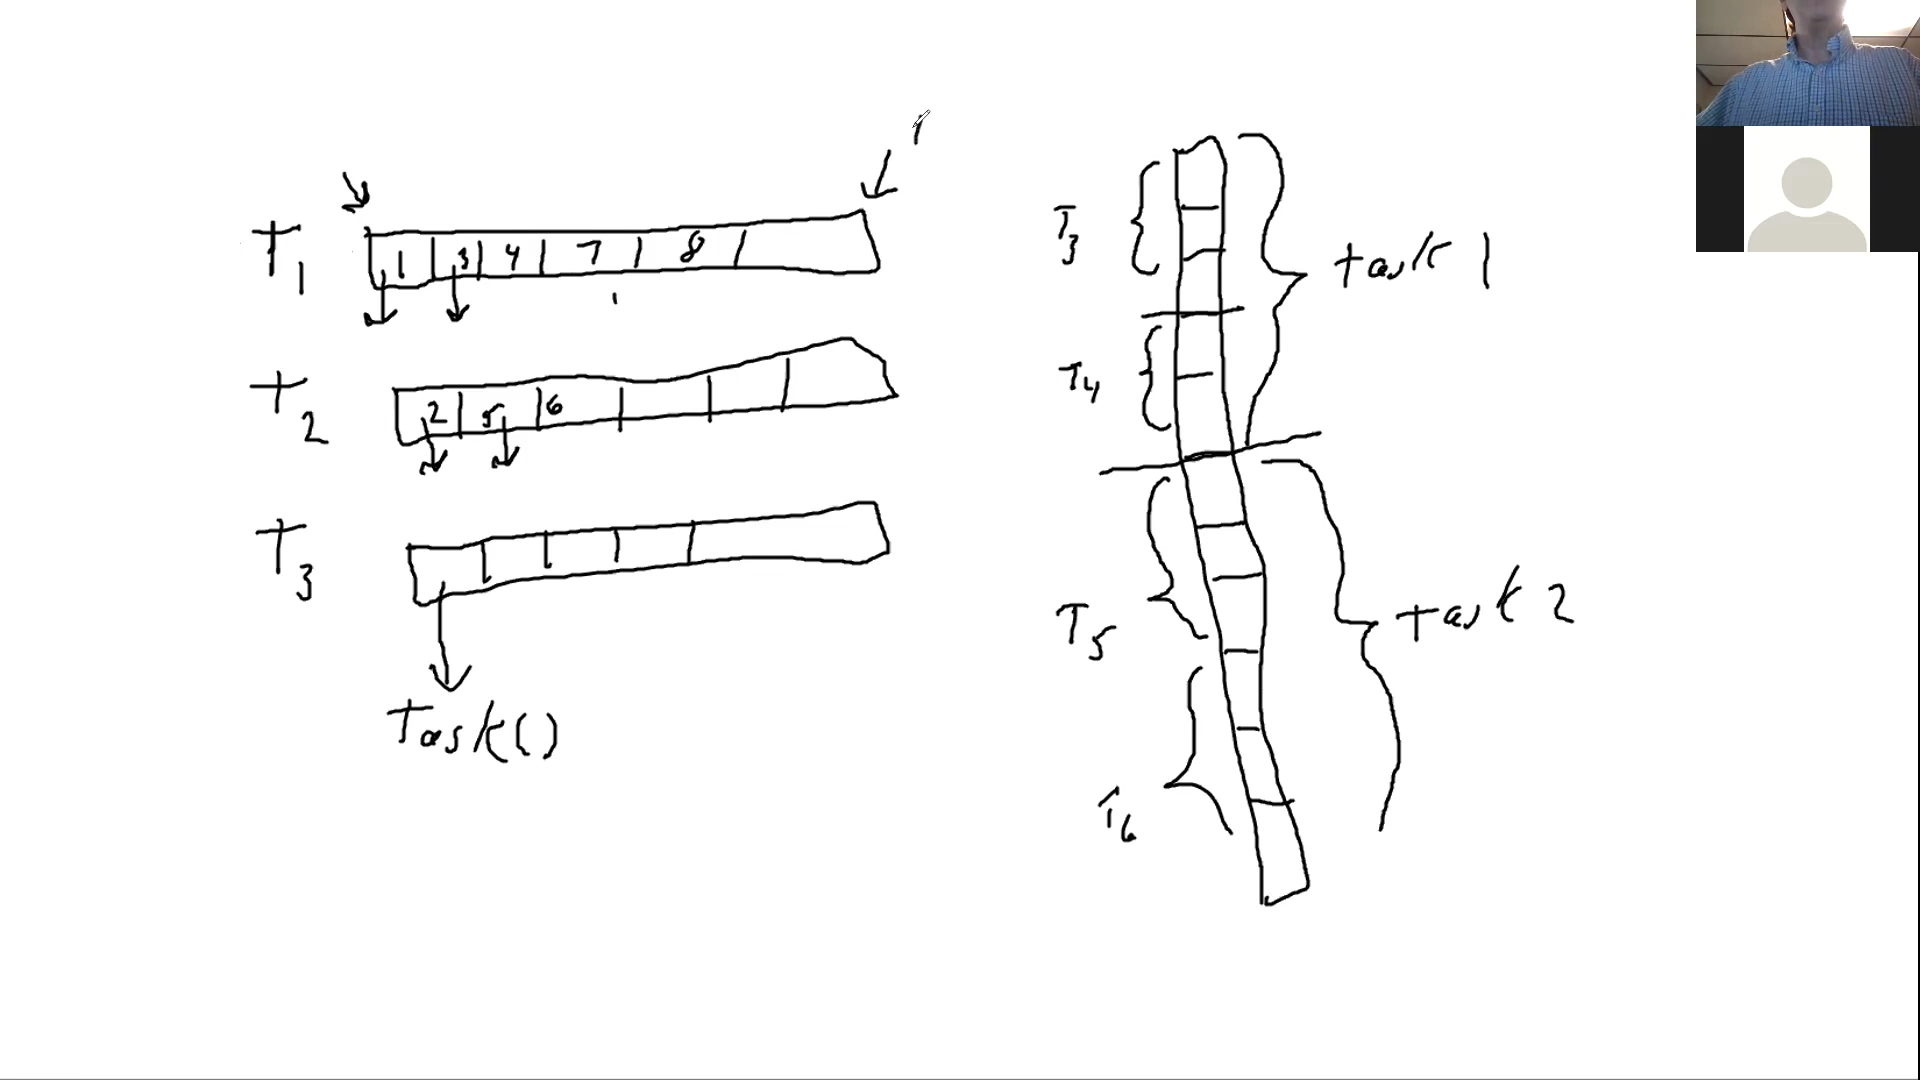 T1 1 3 4 7 8
T2 2 5 6
T3
Task()
T3
T4
task 1
T5
T6
task 2